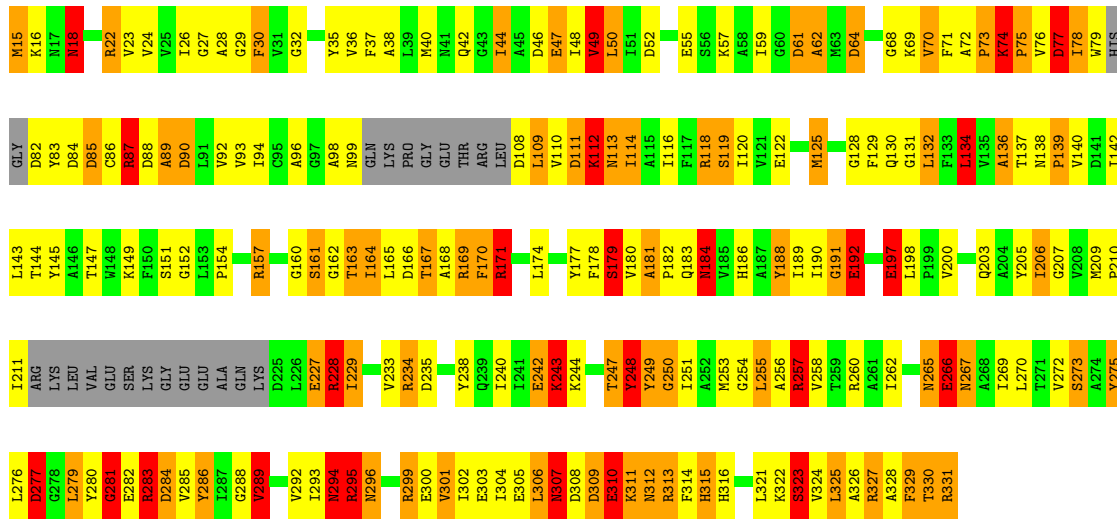 M15 K16 N17 N18 R22 V23 V24 V25 I26 G27 A28 G29 F30 V31 G32 Y35 V36 F37 A38 L39 M40 N41 Q42 G43 I44 A45 D46 E47 I48 V49 L50 I51 D52 E55 S56 K57 A58 I59 G60 D61 A62 M63 D64 G68 K69 V70 F71 A72 P73 K74 P75 V76 D77 I78 W79 HIS
GLY D82 Y83 D84 D85 C86 R87 D88 A89 D90 L91 V92 V93 I94 C95 A96 G97 A98 N99 GLN LYS PRO GLY GLU THR ARG LEU D108 L109 V110 D111 K112 N113 I114 A115 I116 F117 R118 S119 I120 V121 E122 M125 G128 F129 Q130 G131 L132 F133 L134 V135 A136 T137 N138 P139 V140 D141 I142
L143 T144 Y145 A146 T147 W148 K149 F150 S151 G152 L153 P154 R157 G160 S161 G162 T163 I164 L165 D166 T167 A168 R169 F170 R171 L174 Y177 F178 S179 V180 A181 P182 Q183 N184 V185 H186 A187 Y188 I189 I190 G191 E192 E197 L198 P199 V200 Q203 A204 Y205 I206 G207 V208 M209 P210
I211 ARG LYS LEU VAL GLU SER LYS GLY GLU GLU ALA GLN LYS D225 L226 E227 R228 I229 V233 R234 D235 Y238 Q239 I240 I241 E242 K243 K244 T247 Y248 Y249 G250 I251 A252 M253 G254 L255 A256 R257 V258 T259 R260 A261 I262 N265 E266 N267 A268 I269 L270 T271 V272 S273 A274 Y275
L276 D277 G278 L279 Y280 G281 E282 R283 D284 V285 Y286 I287 G288 V289 V292 I293 N294 R295 N296 R299 E300 V301 I302 E303 I304 E305 L306 N307 D308 D309 E310 K311 N312 R313 F314 H315 H316 L321 K322 S323 V324 L325 A326 R327 A328 F329 T330 R331